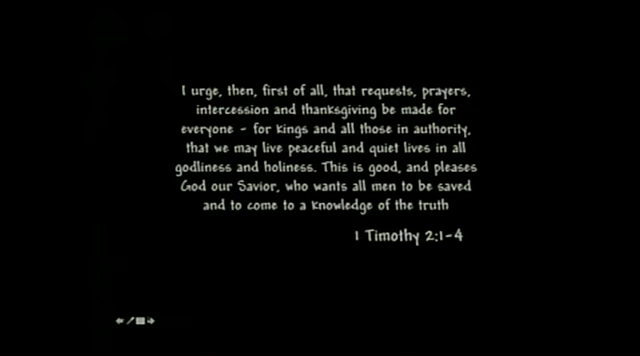 I urge, then, first of all, that requests, prayers,
intercession and thanksgiving be made for
everyone - for kings and all those in authority,
that we may live peaceful and quiet lives in all
godliness and holiness. This is good, and pleases
God our Savior, who wants all men to be saved
and to come to a knowledge of the truth
1 Timothy 2:1-4